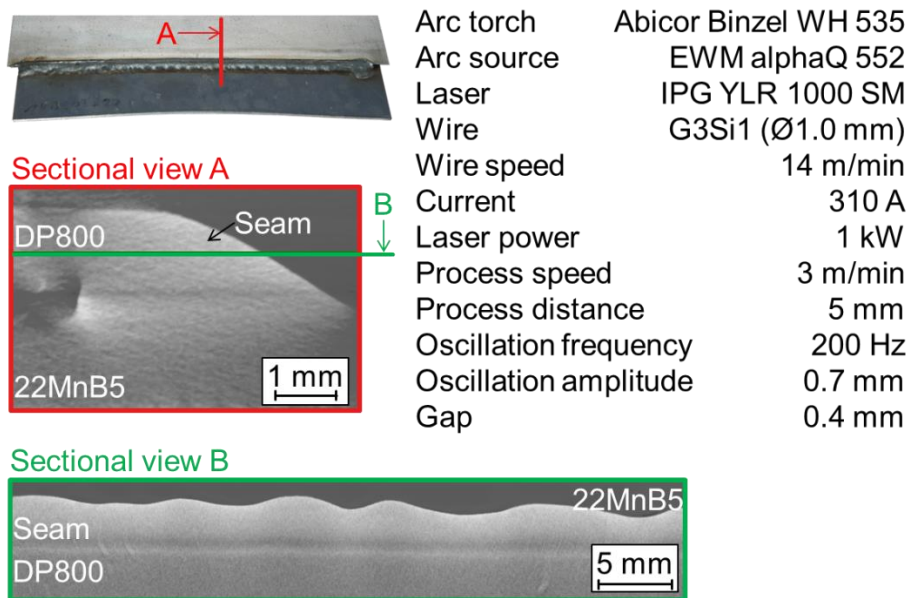 A
Sectional view A
DP800
Seam
B
22MnB5
1 mm
Arc torch Abicor Binzel WH 535
Arc source EWM alphaQ 552
Laser IPG YLR 1000 SM
Wire G3Si1 (Ø1.0 mm)
Wire speed 14 m/min
Current 310 A
Laser power 1 kW
Process speed 3 m/min
Process distance 5 mm
Oscillation frequency 200 Hz
Oscillation amplitude 0.7 mm
Gap 0.4 mm
Sectional view B
22MnB5
Seam
DP800
5 mm